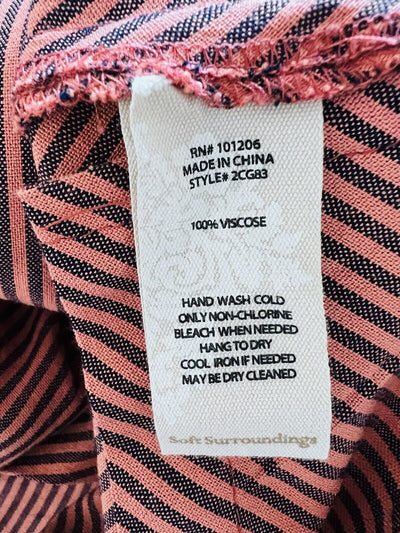 RN# 101206
MADE IN CHINA
STYLE# 2CG83
100% VISCOSE
HAND WASH COLD
ONLY NON-CHLORINE
BLEACH WHEN NEEDED
HANG TO DRY
COOL IRON IF NEEDED
MAY BE DRY CLEANED
Soft Surroundings